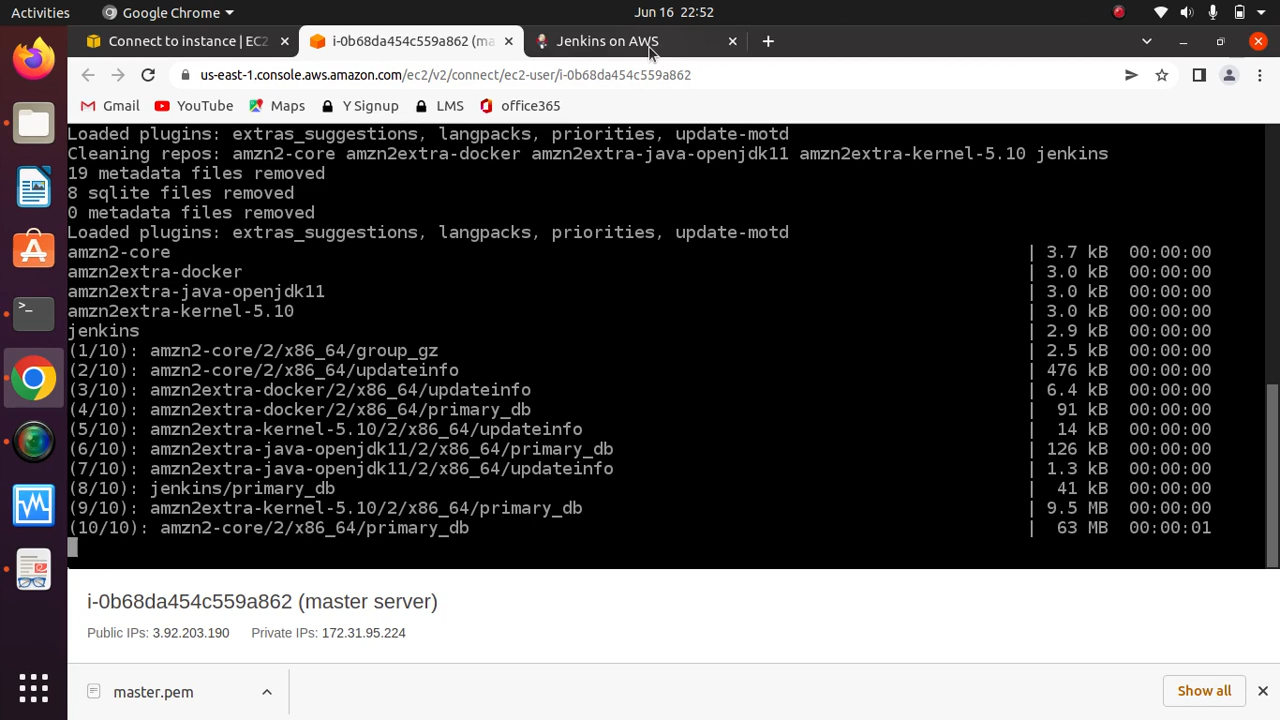 Activities
Google Chrome
Jun 16 22:52
Connect to instance | EC2
i-0b68da454c559a862 (ma
Jenkins on AWS
us-east-1.console.aws.amazon.com/ec2/v2/connect/ec2-user/i-0b68da454c559a862
Gmail
YouTube
Maps
Y Signup
LMS
office365
Loaded plugins: extras_suggestions, langpacks, priorities, update-motd
Cleaning repos: amzn2-core amzn2extra-docker amzn2extra-java-openjdk11 amzn2extra-kernel-5.10 jenkins
19 metadata files removed
8 sqlite files removed
0 metadata files removed
Loaded plugins: extras_suggestions, langpacks, priorities, update-motd
amzn2-core | 3.7 kB 00:00:00
amzn2extra-docker | 3.0 kB 00:00:00
amzn2extra-java-openjdk11 | 3.0 kB 00:00:00
amzn2extra-kernel-5.10 | 3.0 kB 00:00:00
jenkins | 2.9 kB 00:00:00
(1/10): amzn2-core/2/x86_64/group_gz | 2.5 kB 00:00:00
(2/10): amzn2-core/2/x86_64/updateinfo | 476 kB 00:00:00
(3/10): amzn2extra-docker/2/x86_64/updateinfo | 6.4 kB 00:00:00
(4/10): amzn2extra-docker/2/x86_64/primary_db | 91 kB 00:00:00
(5/10): amzn2extra-kernel-5.10/2/x86_64/updateinfo | 14 kB 00:00:00
(6/10): amzn2extra-java-openjdk11/2/x86_64/primary_db | 126 kB 00:00:00
(7/10): amzn2extra-java-openjdk11/2/x86_64/updateinfo | 1.3 kB 00:00:00
(8/10): jenkins/primary_db | 41 kB 00:00:00
(9/10): amzn2extra-kernel-5.10/2/x86_64/primary_db | 9.5 MB 00:00:00
(10/10): amzn2-core/2/x86_64/primary_db | 63 MB 00:00:01
i-0b68da454c559a862 (master server)
Public IPs: 3.92.203.190 Private IPs: 172.31.95.224
master.pem
Show all